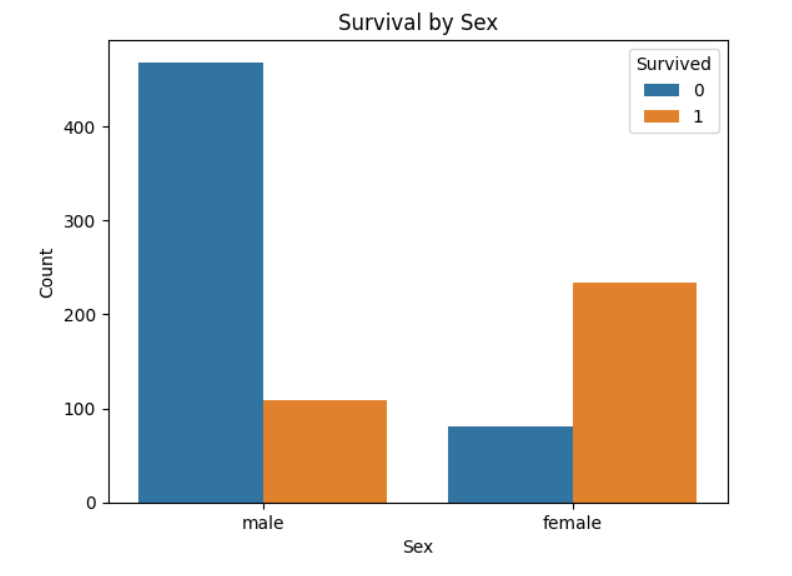 Survival by Sex
Survived
0
1
400
300
200
100
0
Count
male
female
Sex